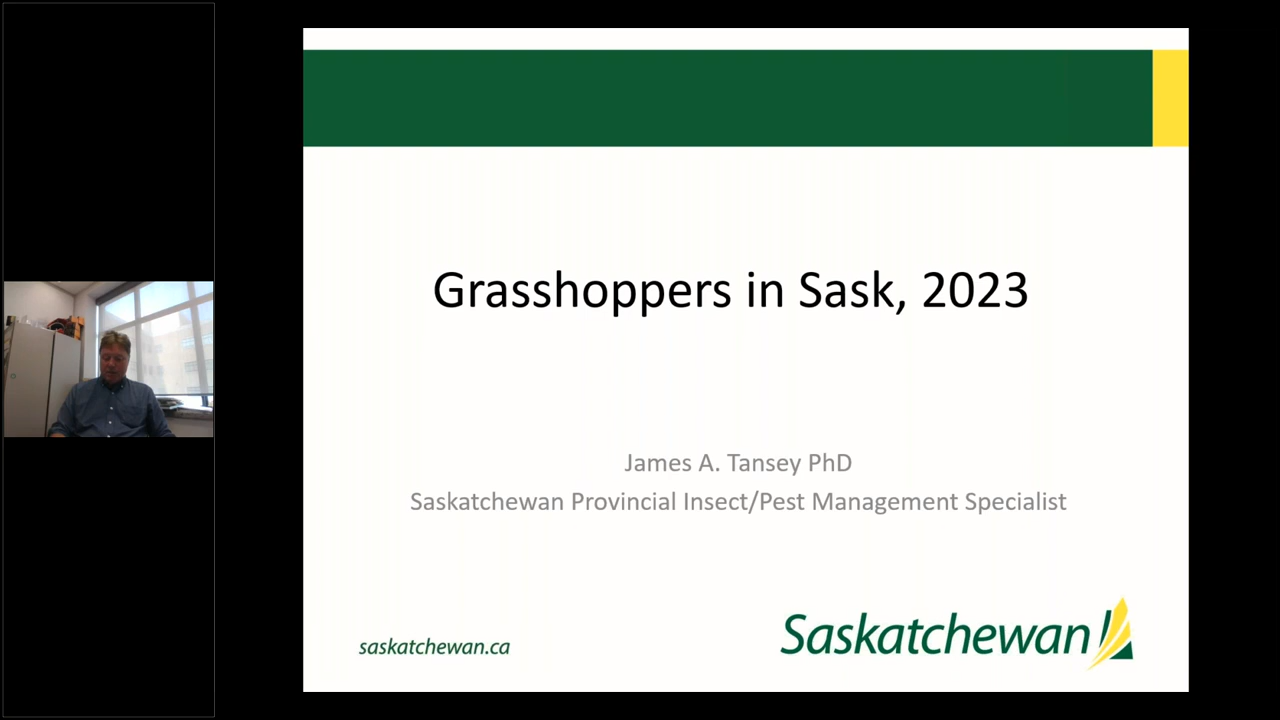 Grasshoppers in Sask, 2023
James A. Tansey PhD
Saskatchewan Provincial Insect/Pest Management Specialist
saskatchewan.ca
Saskatchewan